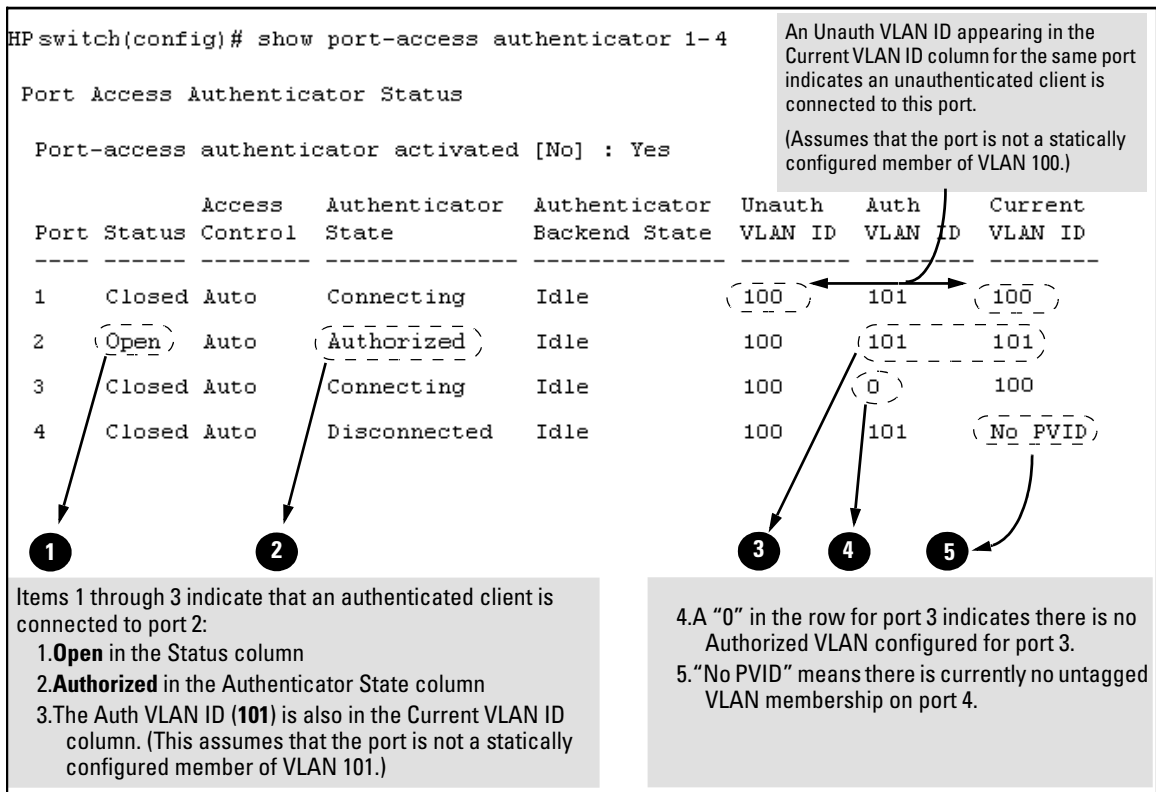 HP switch(config)# show port-access authenticator 1-4
An Unauth VLAN ID appearing in the
Current VLAN ID column for the same port
indicates an unauthenticated client is
connected to this port.
(Assumes that the port is not a statically
configured member of VLAN 100.)
Port Access Authenticator Status
Port-access authenticator activated [No] : Yes
Access Authenticator Authenticator Unauth Auth Current
Port Status Control State Backend State VLAN ID VLAN ID VLAN ID
---- ------ -------- -------------- -------------- -------- -------- ---------
1 Closed Auto Connecting Idle 100 101 100
2 Open Auto Authorized Idle 100 101 101
3 Closed Auto Connecting Idle 100 0 100
4 Closed Auto Disconnected Idle 100 101 No PVID
1 2 3 4 5
Items 1 through 3 indicate that an authenticated client is
connected to port 2:
1.Open in the Status column
2.Authorized in the Authenticator State column
3.The Auth VLAN ID (101) is also in the Current VLAN ID
column. (This assumes that the port is not a statically
configured member of VLAN 101.)
4.A “0” in the row for port 3 indicates there is no
Authorized VLAN configured for port 3.
5.“No PVID” means there is currently no untagged
VLAN membership on port 4.